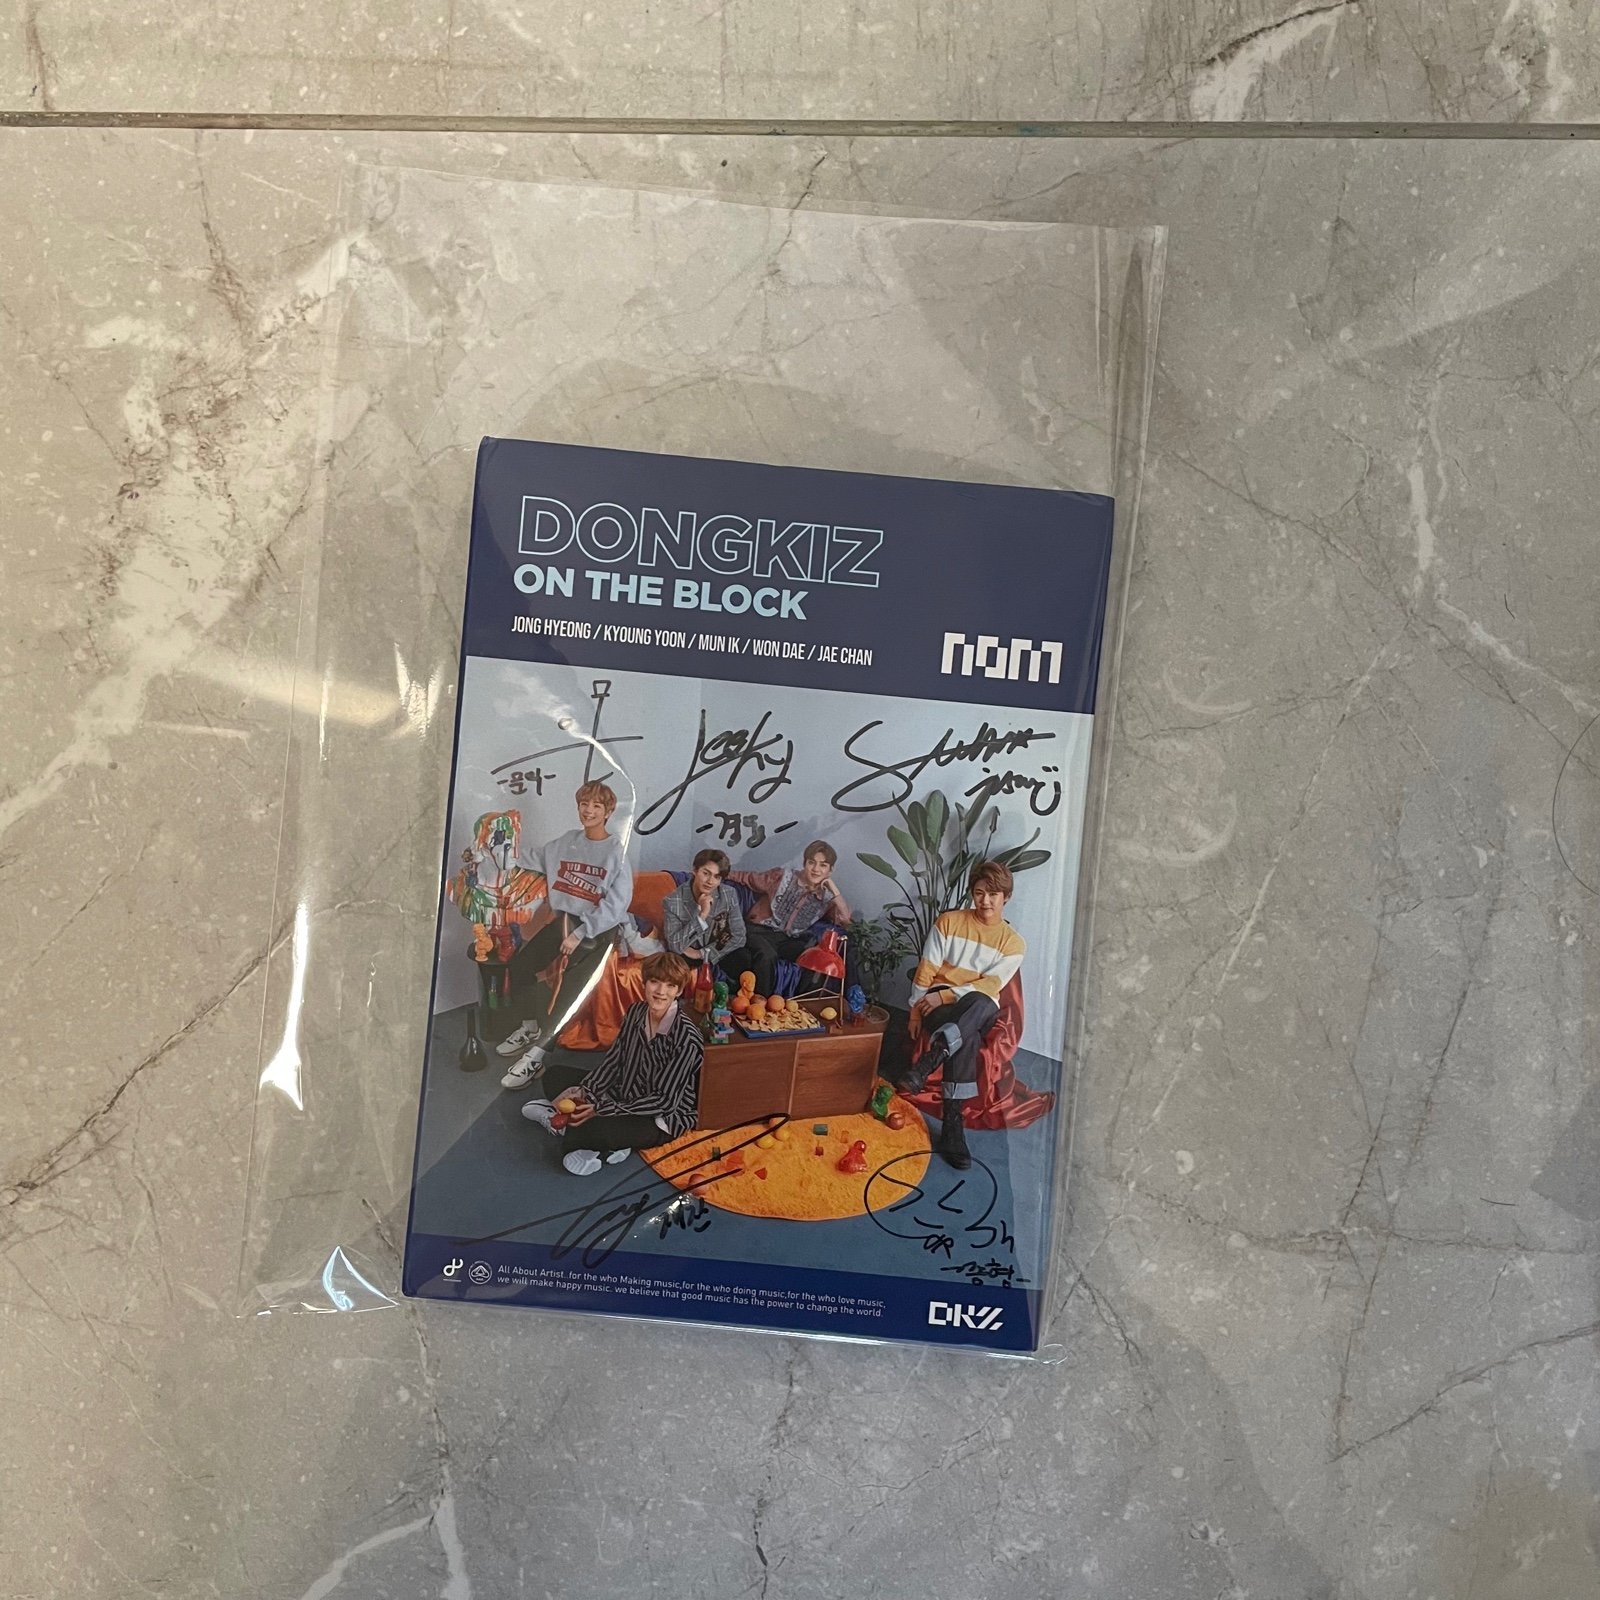 DONGKIZ
ON THE BLOCK
JONG HYEONG / KYOUNG YOON / MUN IK / WON DAE / JAE CHAN
-문익-
-경윤-
재찬
-종형-
All About Artist..for the who Making music,for the who doing music,for the who love music,
we will make happy music. we believe that good music has the power to change the world.
DKZ